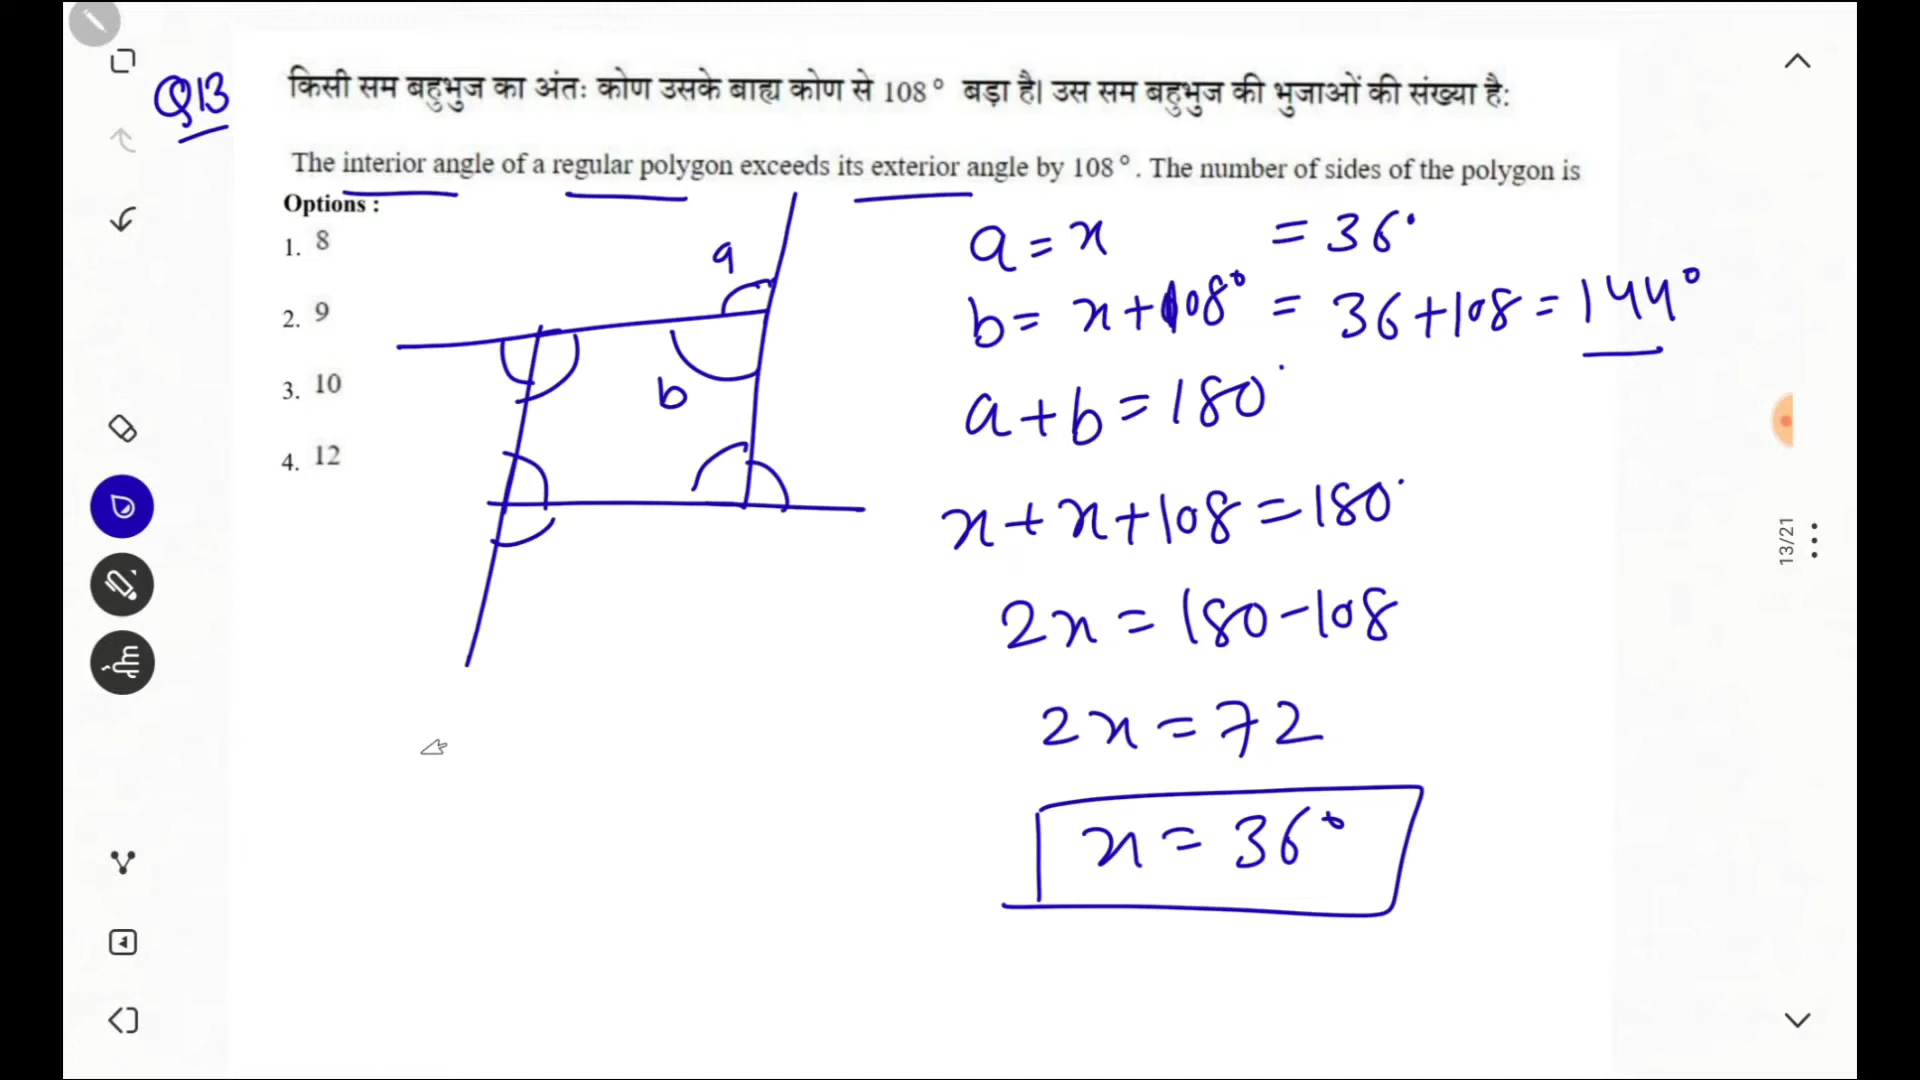 Q13
किसी सम बहुभुज का अंतः कोण उसके बाह्य कोण से 108° बड़ा है। उस सम बहुभुज की भुजाओं की संख्या है:
The interior angle of a regular polygon exceeds its exterior angle by 108°. The number of sides of the polygon is
Options :
1. 8
2. 9
3. 10
4. 12
a
b
a = x = 36°
b = x + 108° = 36 + 108 = 144°
a + b = 180°
x + x + 108 = 180°
2x = 180 - 108
2x = 72
x = 36°
13/21